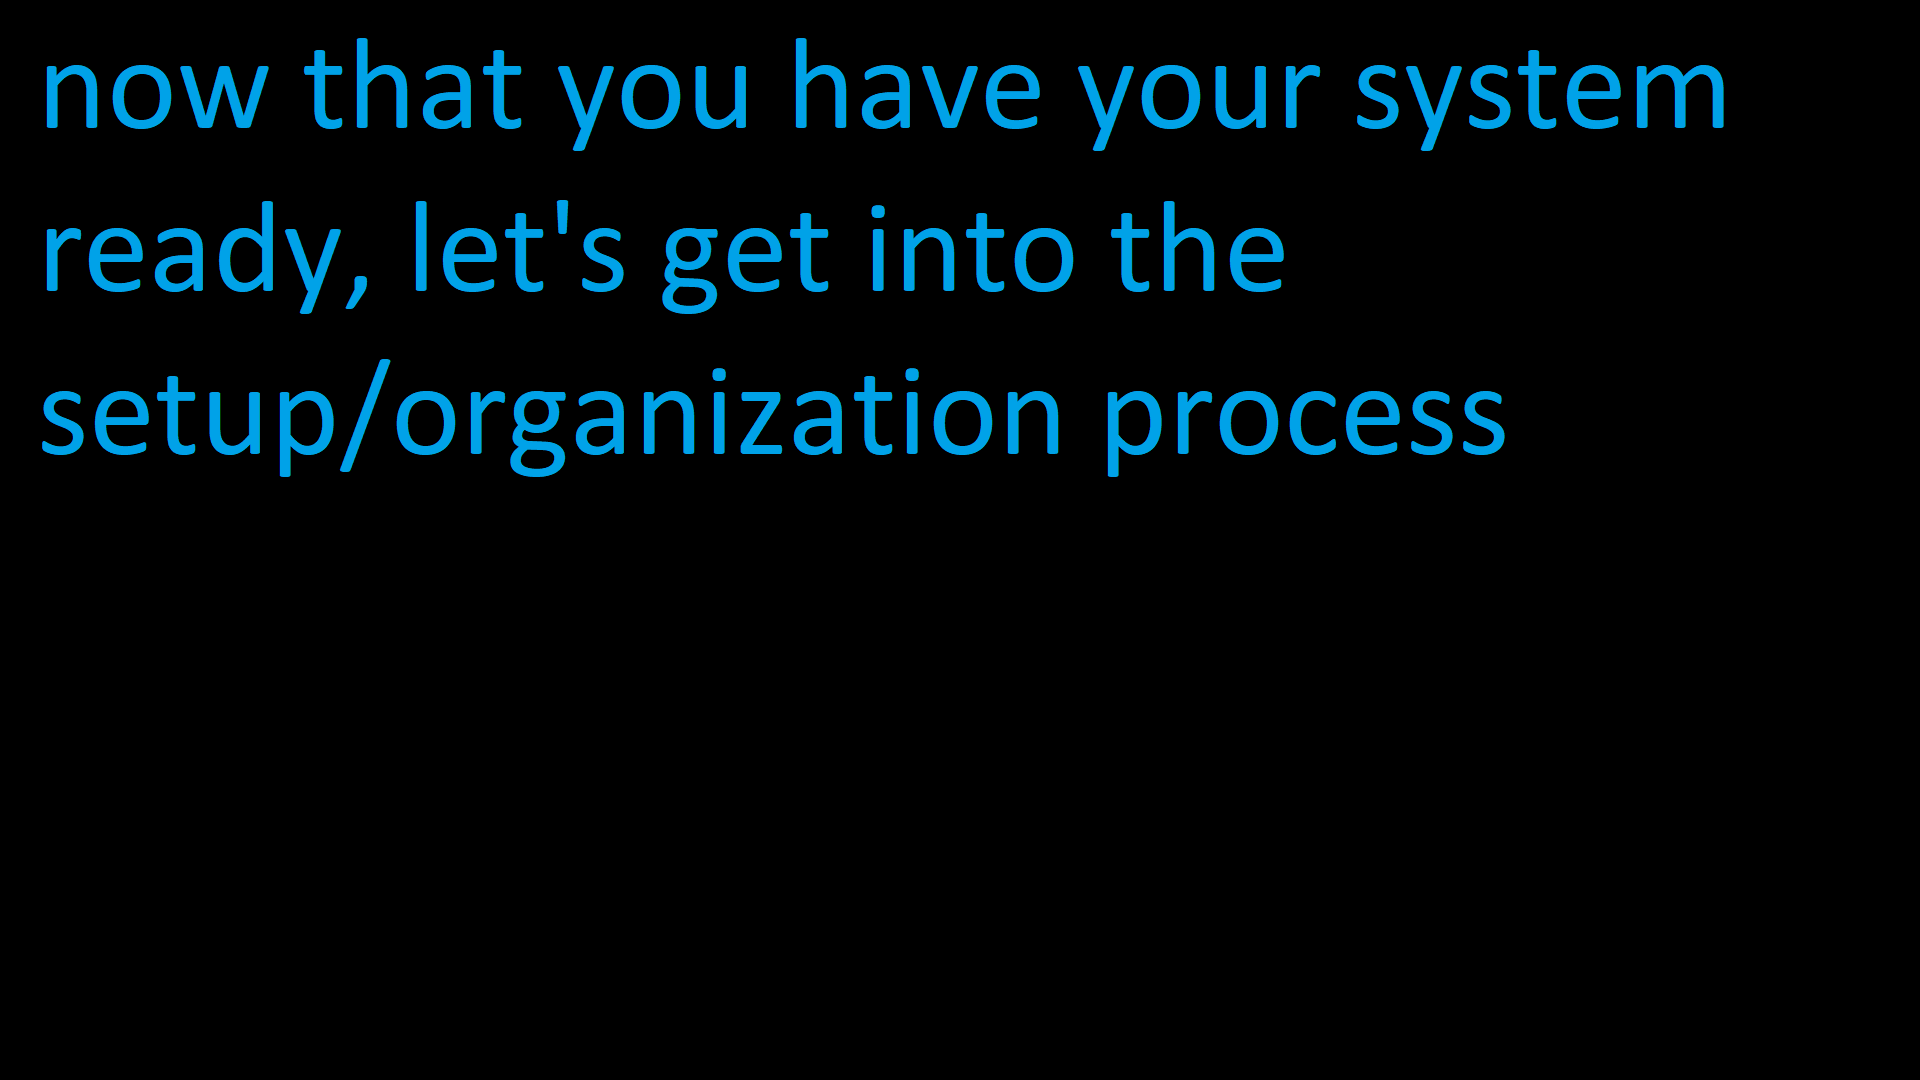 now that you have your system
ready, let's get into the
setup/organization process